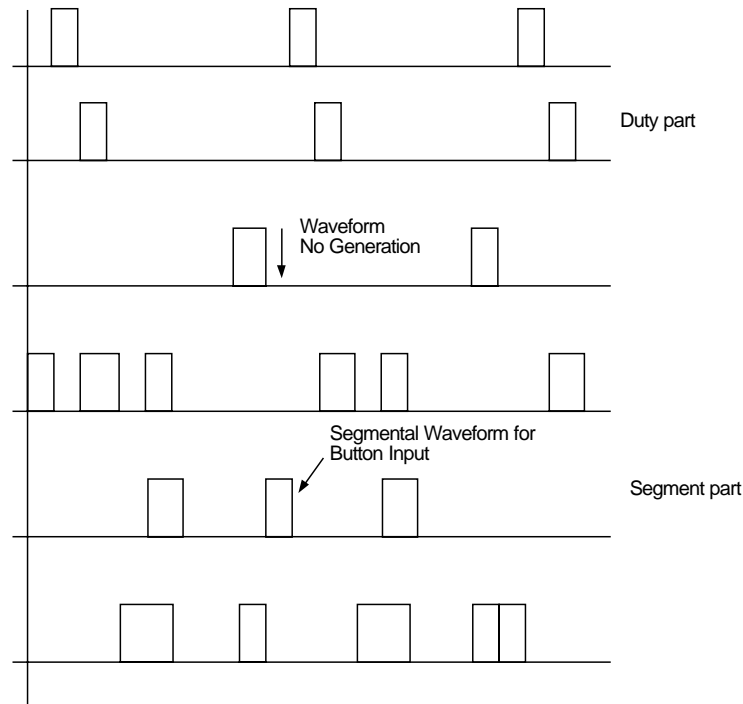 Duty part
Waveform
No Generation
Segmental Waveform for
Button Input
Segment part